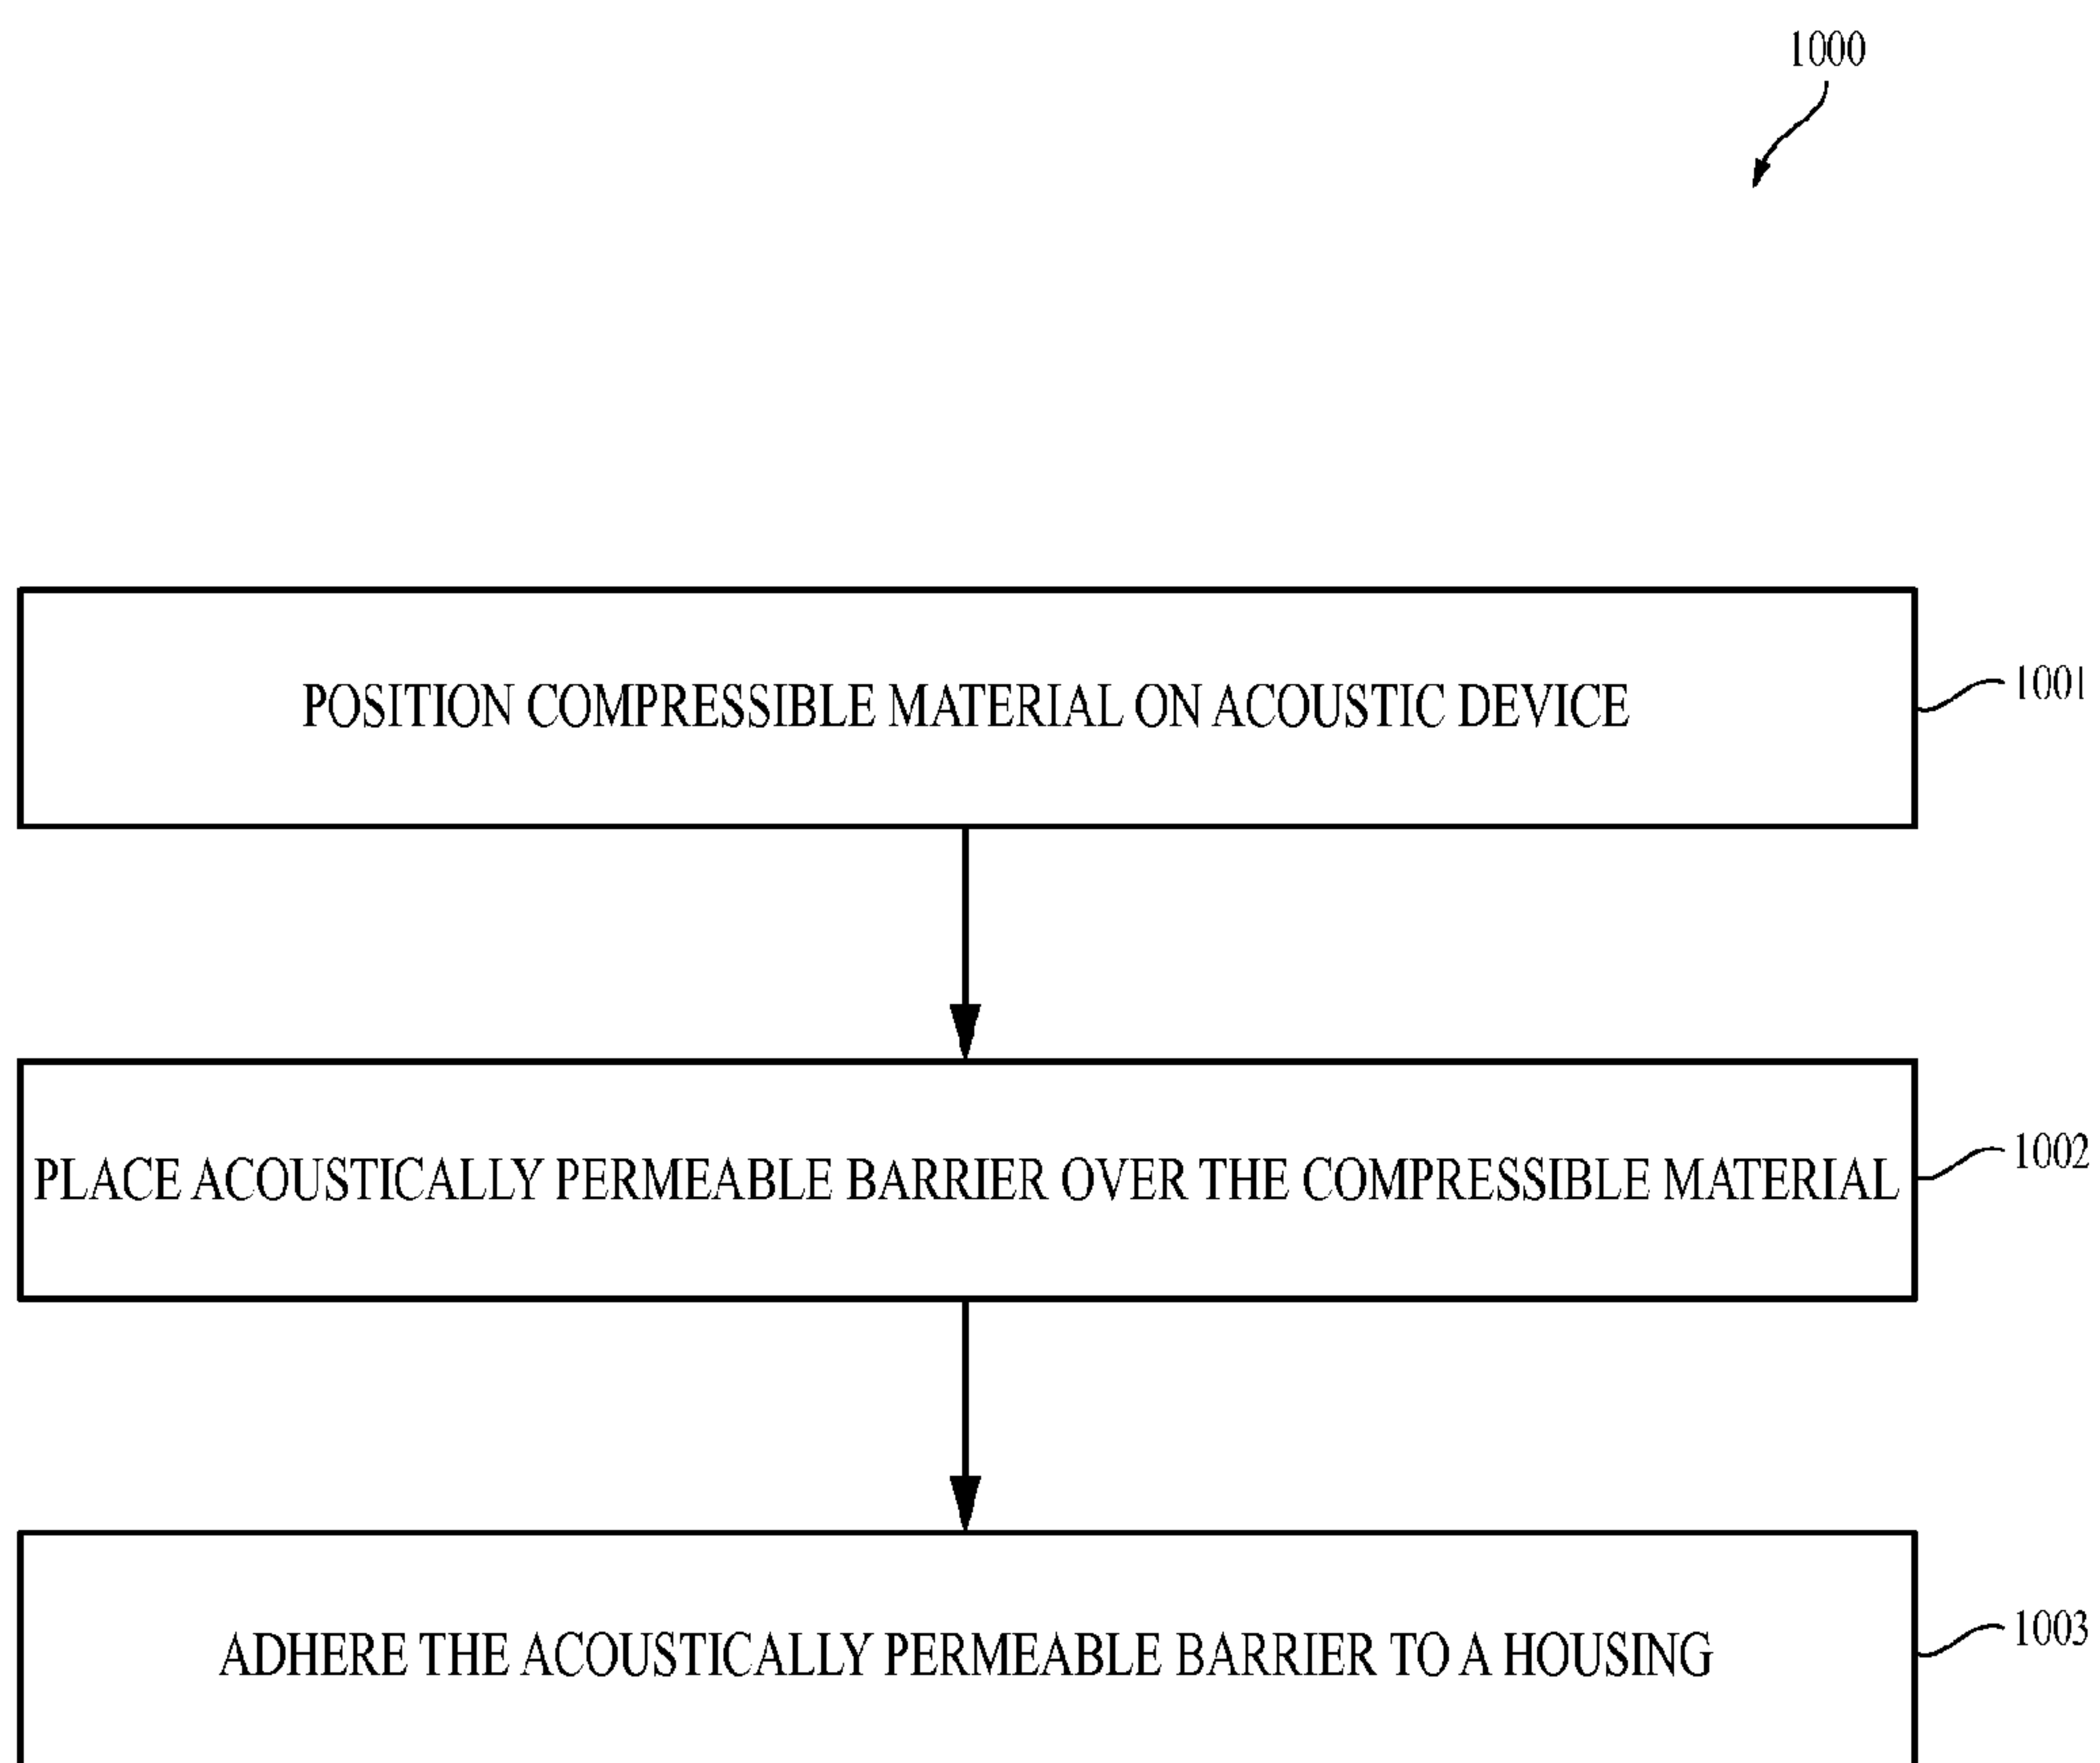 1000
POSITION COMPRESSIBLE MATERIAL ON ACOUSTIC DEVICE
1001
PLACE ACOUSTICALLY PERMEABLE BARRIER OVER THE COMPRESSIBLE MATERIAL
1002
ADHERE THE ACOUSTICALLY PERMEABLE BARRIER TO A HOUSING
1003